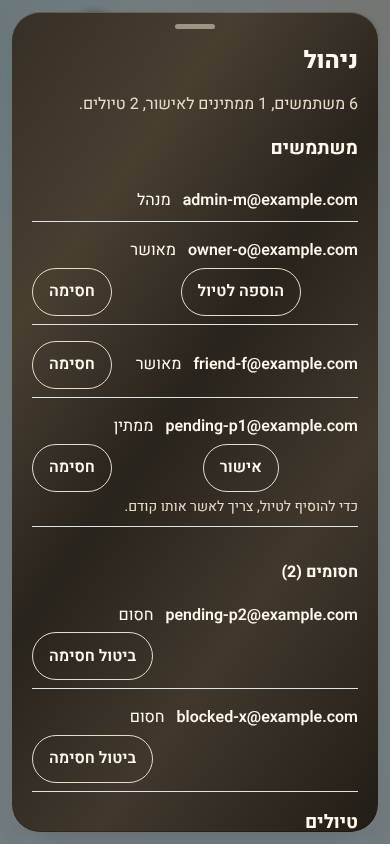 ניהול
6 משתמשים, 1 ממתינים לאישור, 2 טיולים.
משתמשים
admin-m@example.com מנהל
owner-o@example.com מאושר
הוספה לטיול חסימה
friend-f@example.com מאושר חסימה
pending-p1@example.com ממתין
אישור חסימה
כדי להוסיף לטיול, צריך לאשר אותו קודם.
חסומים (2)
pending-p2@example.com חסום
ביטול חסימה
blocked-x@example.com חסום
ביטול חסימה
טיולים